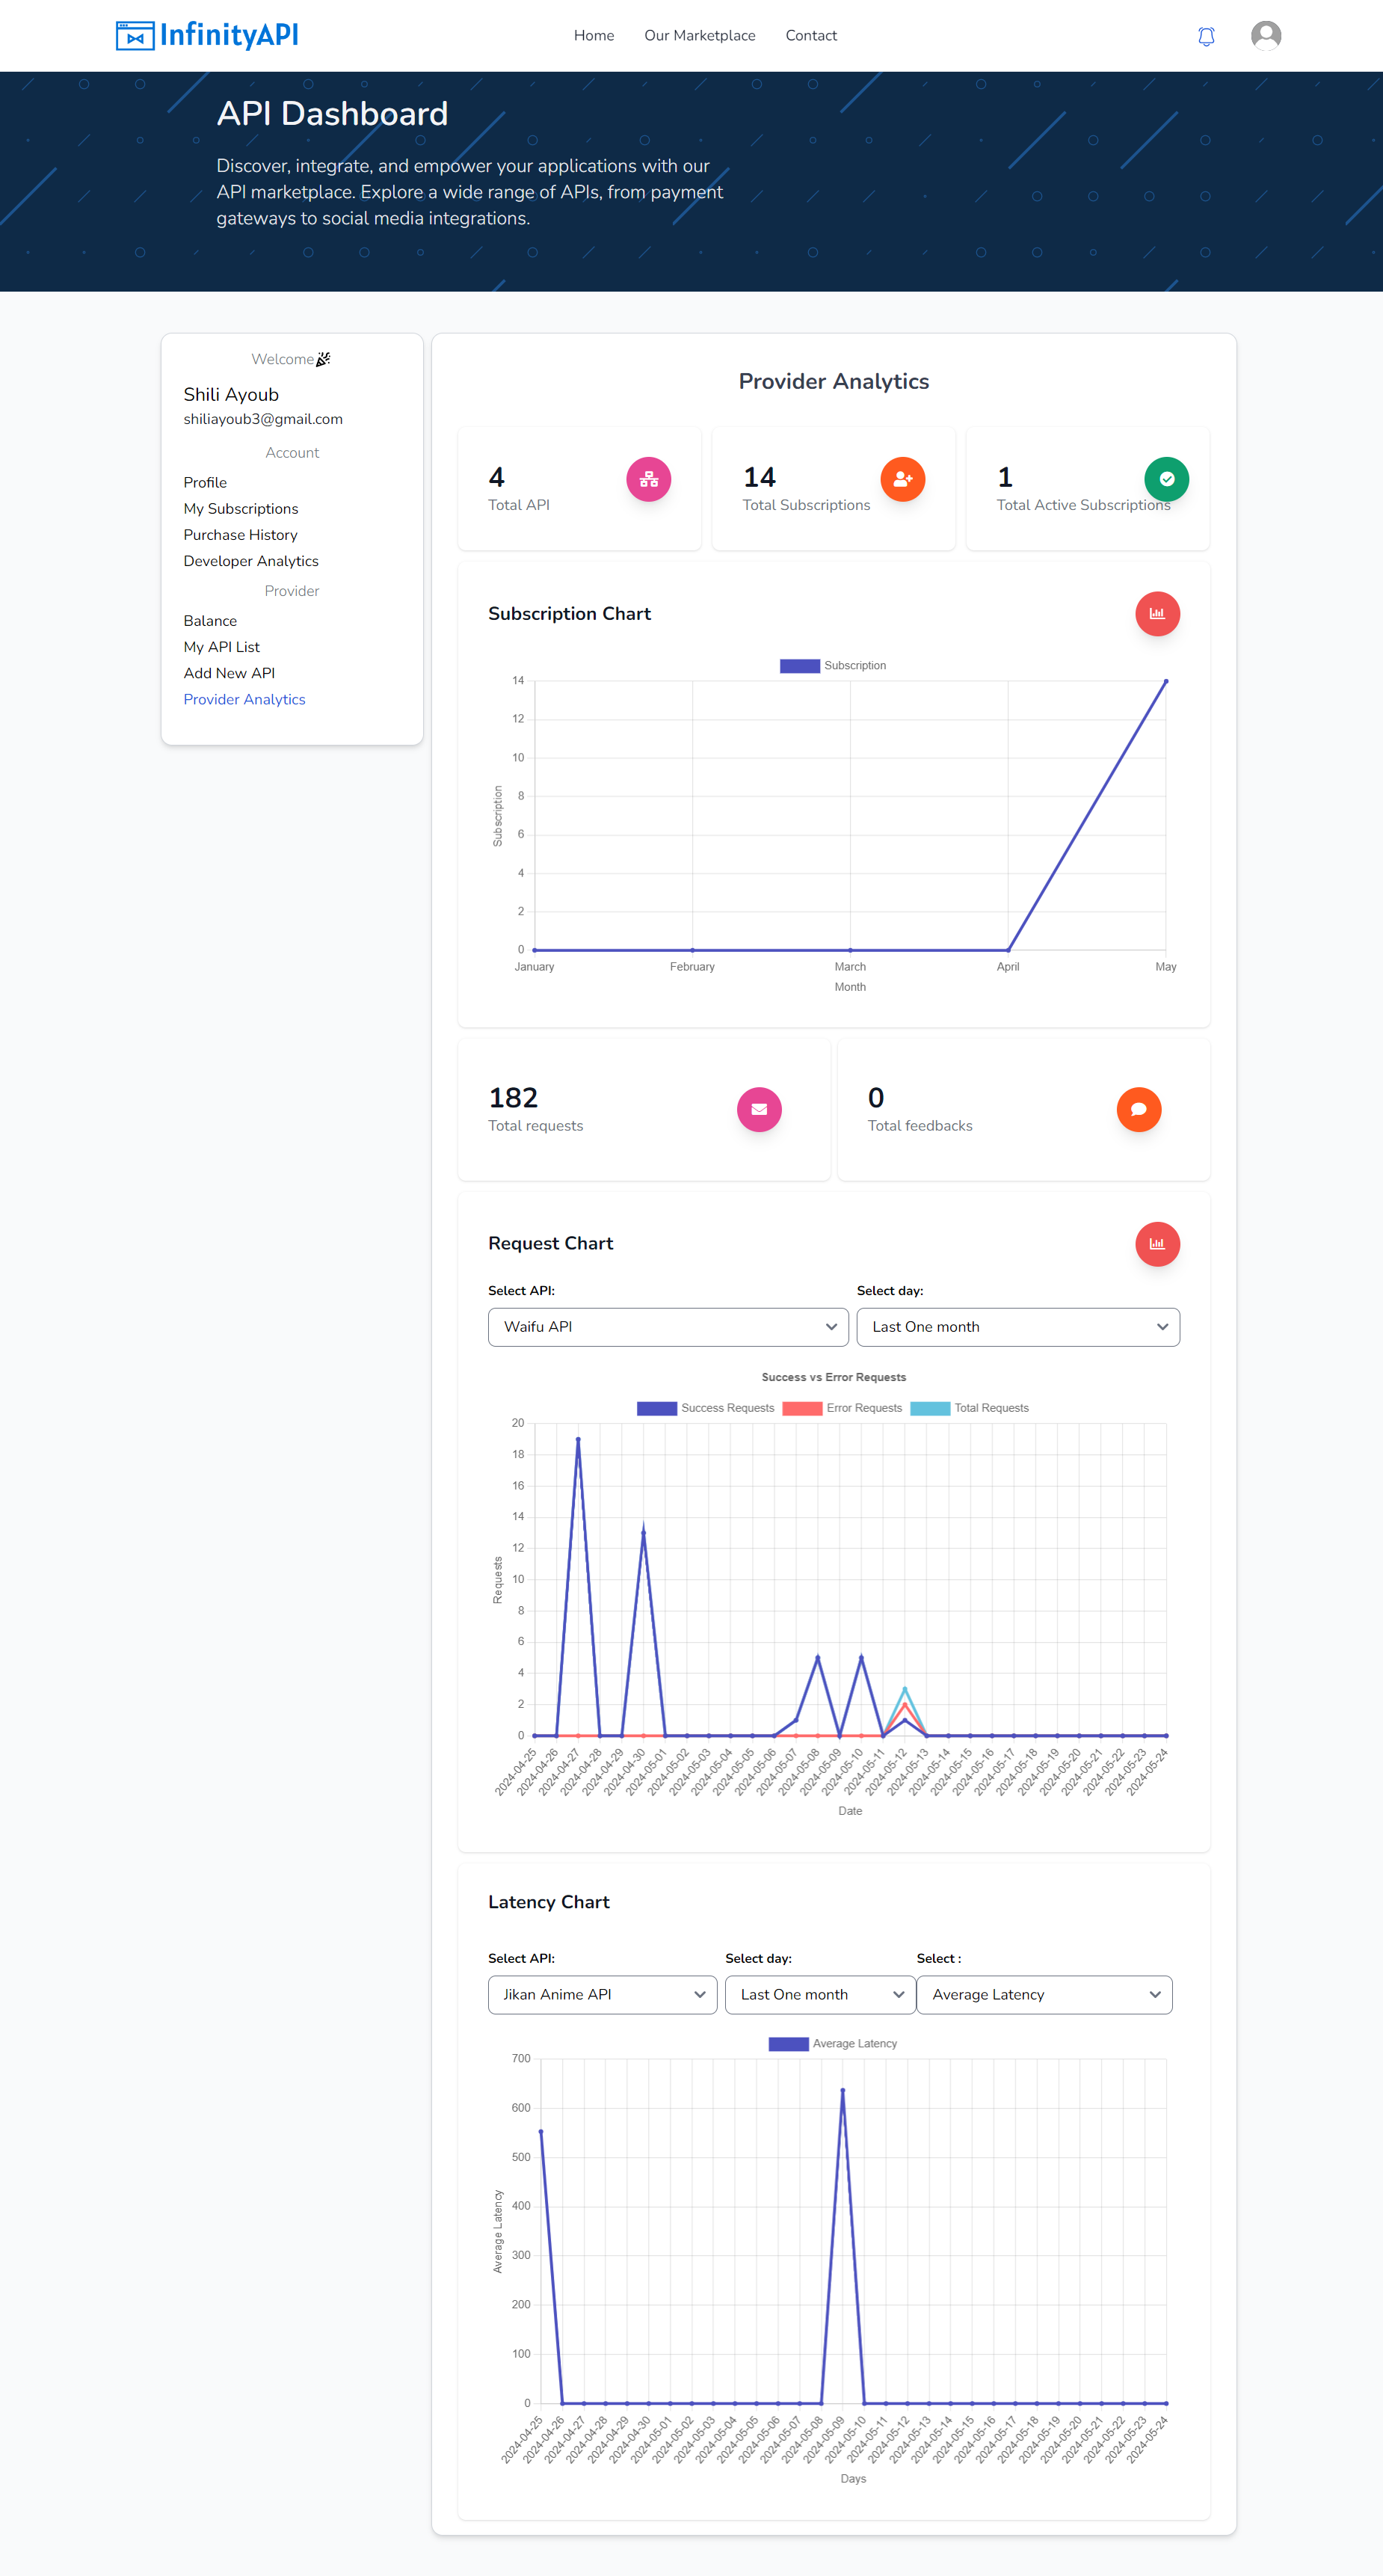 InfinityAPI
Home Our Marketplace Contact
API Dashboard
Discover, integrate, and empower your applications with our
API marketplace. Explore a wide range of APIs, from payment
gateways to social media integrations.
Welcome
Shili Ayoub
shiliayoub3@gmail.com
Account
Profile
My Subscriptions
Purchase History
Developer Analytics
Provider
Balance
My API List
Add New API
Provider Analytics
Provider Analytics
4
Total API
14
Total Subscriptions
1
Total Active Subscriptions
Subscription Chart
Subscription
14
12
10
8
6
4
2
0
Subscription
January February March April May
Month
182
Total requests
0
Total feedbacks
Request Chart
Select API: Select day:
Waifu API Last One month
Success vs Error Requests
Success Requests Error Requests Total Requests
20
18
16
14
12
10
8
6
4
2
0
Requests
2024-04-25 2024-04-26 2024-04-27 2024-04-28 2024-04-29 2024-04-30 2024-05-01 2024-05-02 2024-05-03 2024-05-04 2024-05-05 2024-05-06 2024-05-07 2024-05-08 2024-05-09 2024-05-10 2024-05-11 2024-05-12 2024-05-13 2024-05-14 2024-05-15 2024-05-16 2024-05-17 2024-05-18 2024-05-19 2024-05-20 2024-05-21 2024-05-22 2024-05-23 2024-05-24
Date
Latency Chart
Select API: Select day: Select :
Jikan Anime API Last One month Average Latency
Average Latency
700
600
500
400
300
200
100
0
Average Latency
2024-04-25 2024-04-26 2024-04-27 2024-04-28 2024-04-29 2024-04-30 2024-05-01 2024-05-02 2024-05-03 2024-05-04 2024-05-05 2024-05-06 2024-05-07 2024-05-08 2024-05-09 2024-05-10 2024-05-11 2024-05-12 2024-05-13 2024-05-14 2024-05-15 2024-05-16 2024-05-17 2024-05-18 2024-05-19 2024-05-20 2024-05-21 2024-05-22 2024-05-23 2024-05-24
Days